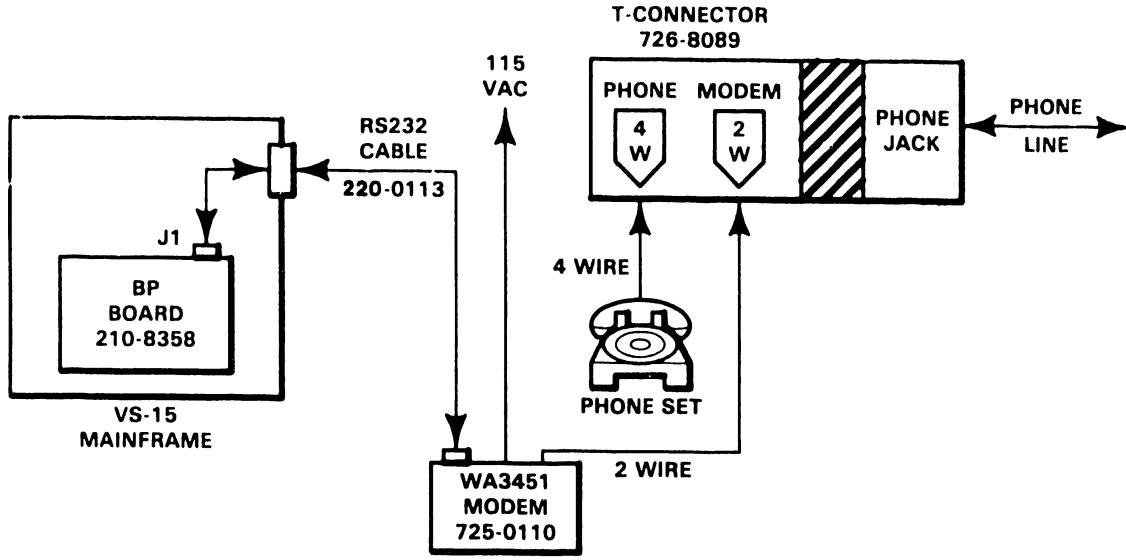 T-CONNECTOR
726-8089
115
VAC
PHONE
MODEM
4
W
2
W
PHONE
JACK
PHONE
LINE
RS232
CABLE
220-0113
J1
BP
BOARD
210-8358
4 WIRE
PHONE SET
VS-15
MAINFRAME
2 WIRE
WA3451
MODEM
725-0110